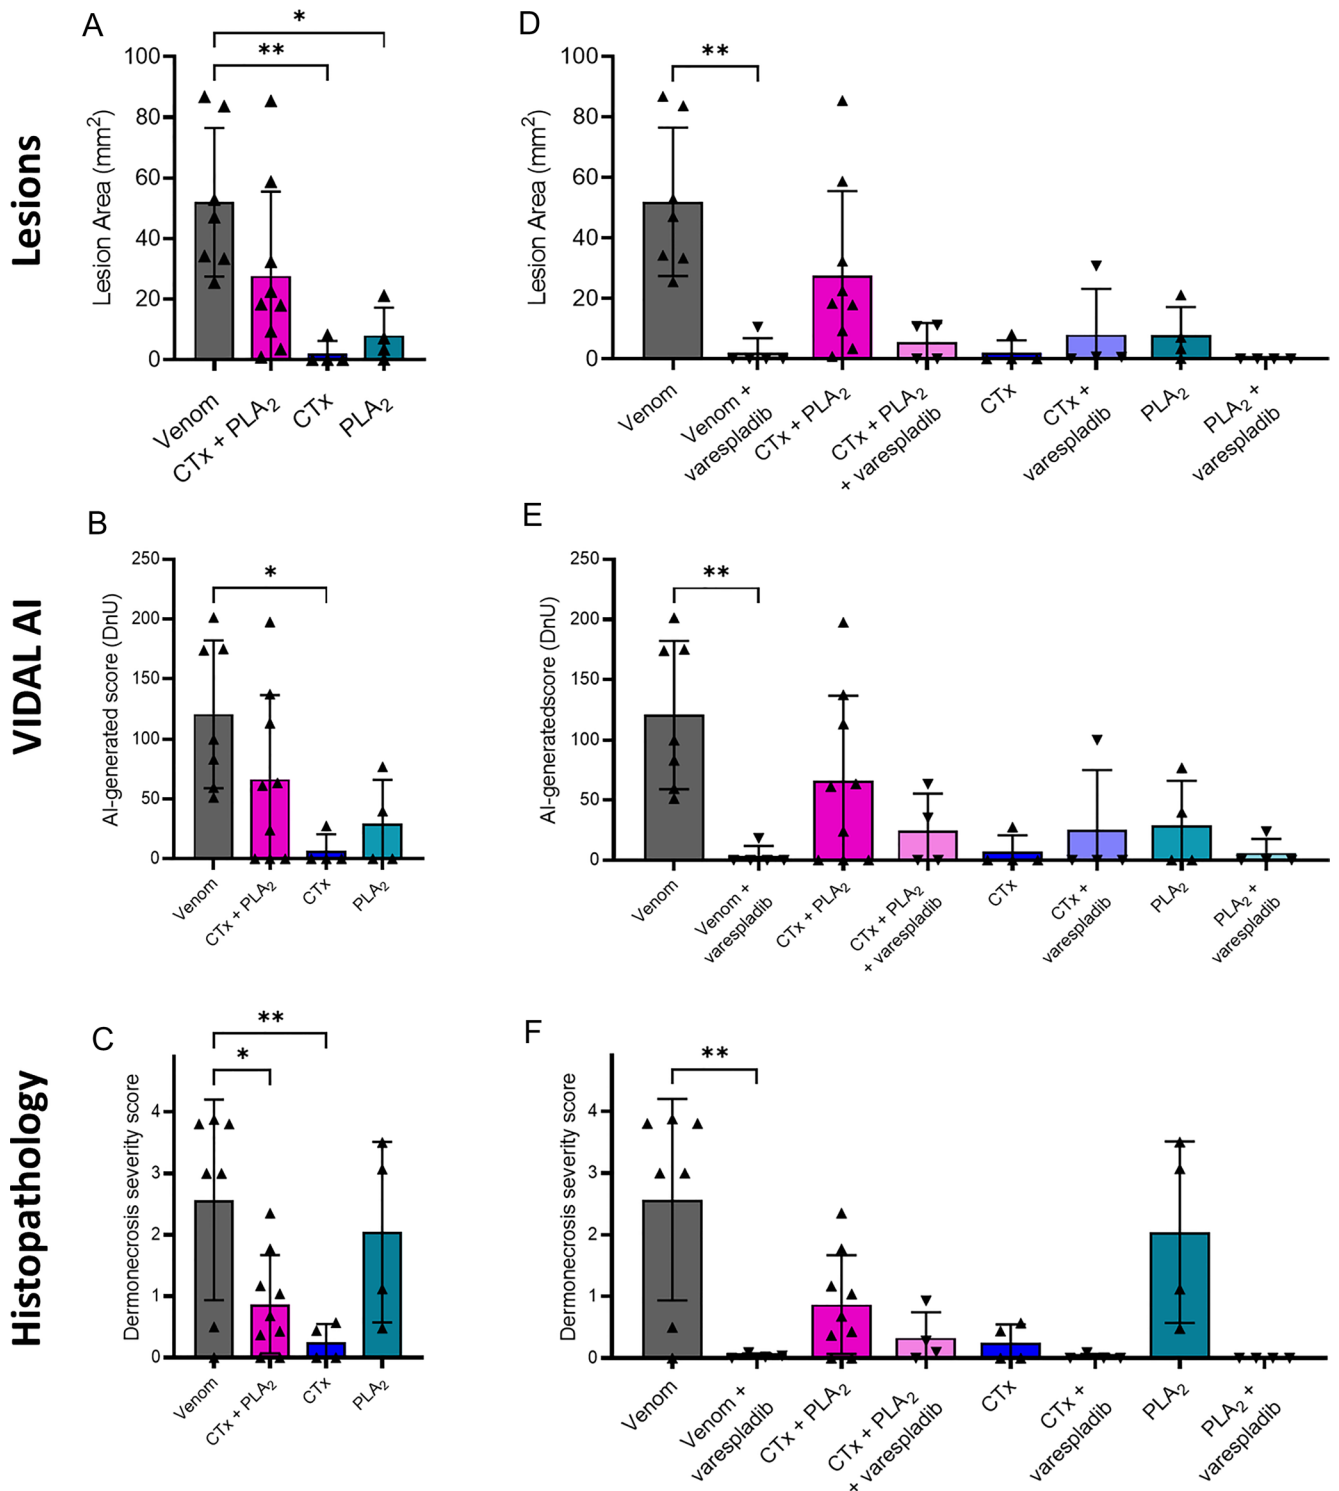 Lesions
A
*
**
100
80
60
40
20
0
Lesion Area (mm²)
Venom
CTx + PLA₂
CTx
PLA₂
D
**
100
80
60
40
20
0
Lesion Area (mm²)
Venom
Venom +
varespladib
CTx + PLA₂
CTx + PLA₂
+ varespladib
CTx
CTx +
varespladib
PLA₂
PLA₂ +
varespladib
VIDAL AI
B
*
250
200
150
100
50
0
AI-generated score (DnU)
Venom
CTx + PLA₂
CTx
PLA₂
E
**
250
200
150
100
50
0
AI-generatedscore (DnU)
Venom
Venom +
varespladib
CTx + PLA₂
CTx + PLA₂
+ varespladib
CTx
CTx +
varespladib
PLA₂
PLA₂ +
varespladib
Histopathology
C
**
*
4
3
2
1
0
Dermonecrosis severity score
Venom
CTx + PLA₂
CTx
PLA₂
F
**
4
3
2
1
0
Dermonecrosis severity score
Venom
Venom +
varespladib
CTx + PLA₂
CTx + PLA₂
+ varespladib
CTx
CTx +
varespladib
PLA₂
PLA₂ +
varespladib